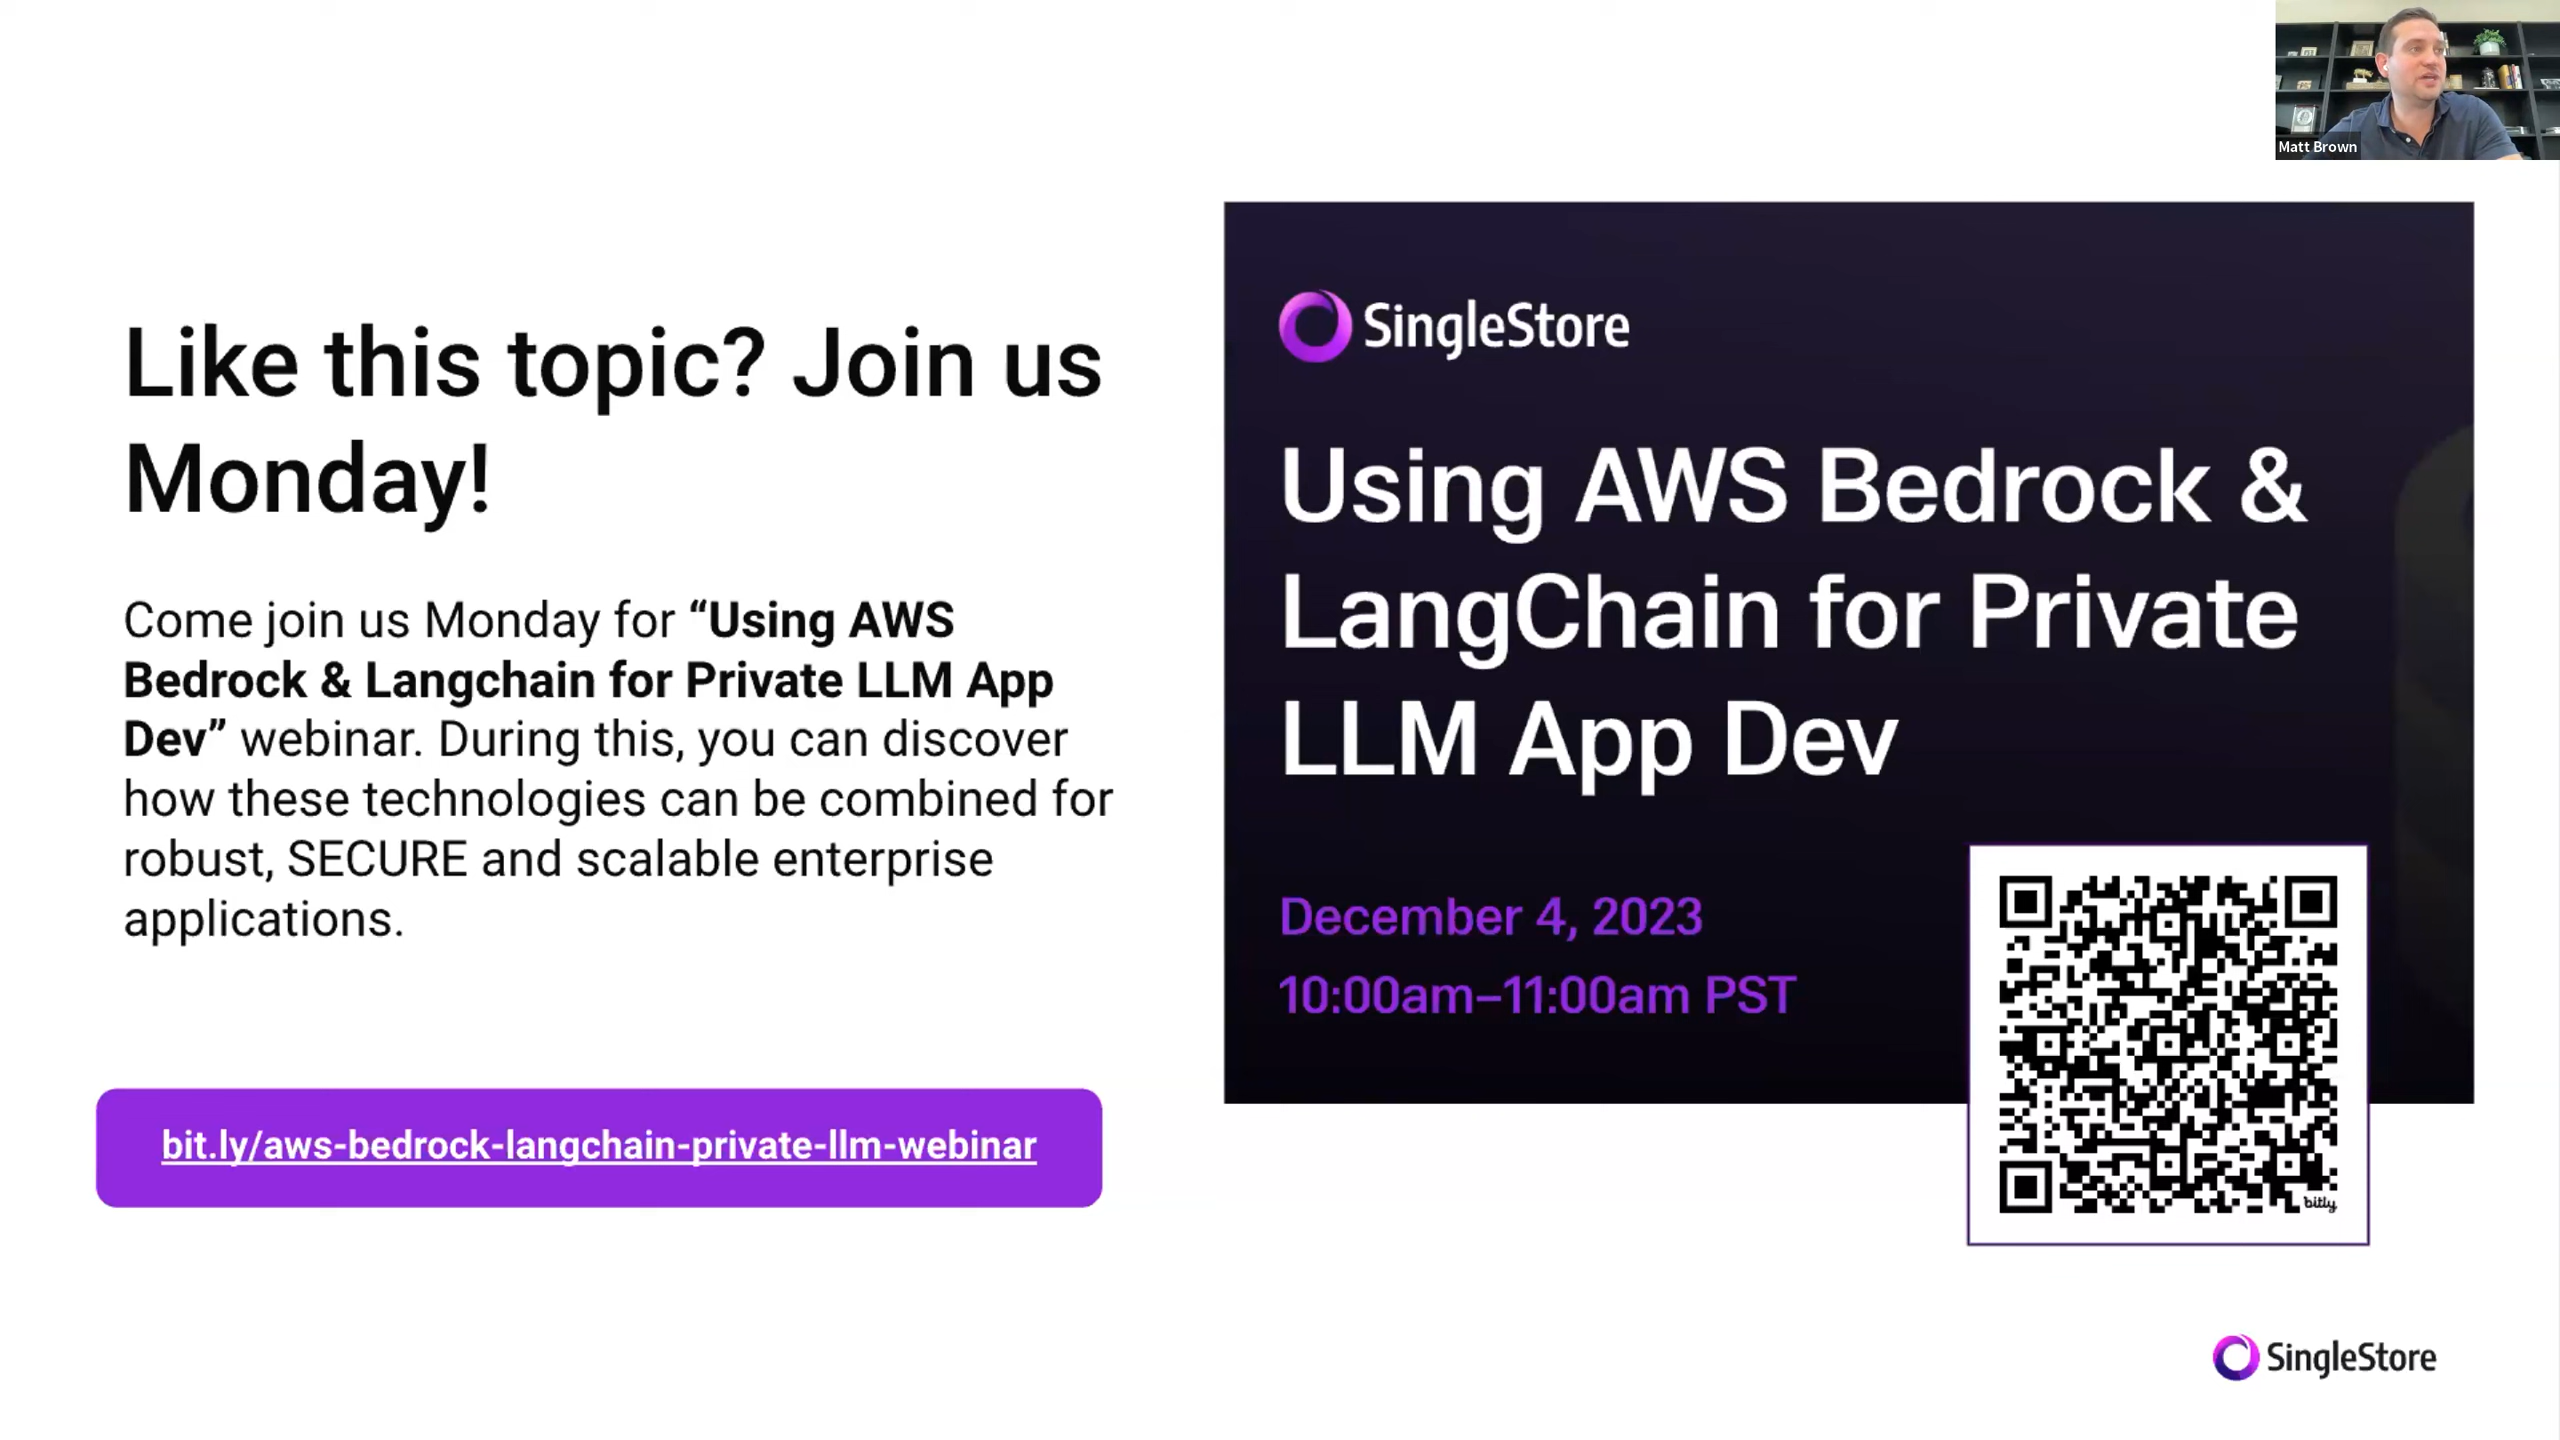 Matt Brown
Like this topic? Join us
Monday!
Come join us Monday for “Using AWS
Bedrock & Langchain for Private LLM App
Dev” webinar. During this, you can discover
how these technologies can be combined for
robust, SECURE and scalable enterprise
applications.
bit.ly/aws-bedrock-langchain-private-llm-webinar
SingleStore
Using AWS Bedrock &
LangChain for Private
LLM App Dev
December 4, 2023
10:00am–11:00am PST
bitly
SingleStore